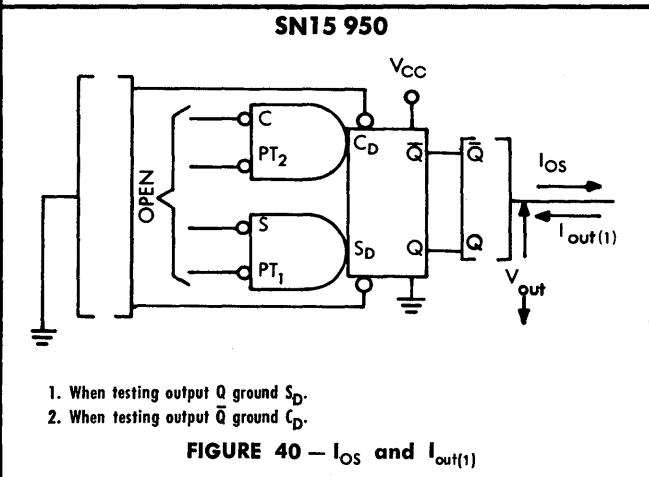 SN15 950
V_CC
C
PT_2
C_D
Q̅
Q̅
OPEN
I_OS
S
PT_1
S_D
Q
Q
I_out(1)
V_out
1. When testing output Q ground S_D.
2. When testing output Q̅ ground C_D.
FIGURE 40 — I_OS and I_out(1)